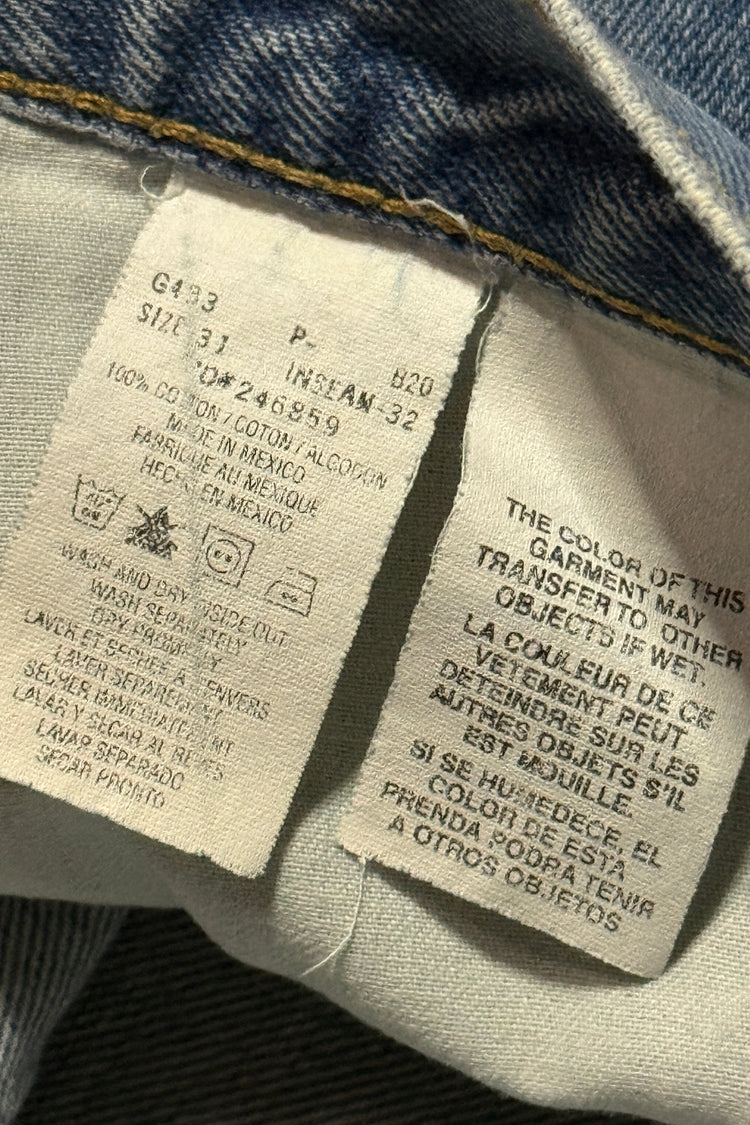 G493 P- 820
SIZE 31 INSEAM-32
O# 246859
100% COTTON / COTON / ALGODON
MADE IN MEXICO
FABRIQUE AU MEXIQUE
HECHO EN MEXICO
WASH AND DRY INSIDE OUT
WASH SEPARATELY
DRY PROMPTLY
LAVER ET SECHER A L'ENVERS
LAVER SEPAREMENT
SECHER IMMEDIATEMENT
LAVAR Y SECAR AL REVES
LAVAR SEPARADO
SECAR PRONTO
THE COLOR OF THIS
GARMENT MAY
TRANSFER TO OTHER
OBJECTS IF WET.
LA COULEUR DE CE
VETEMENT PEUT
DETEINDRE SUR LES
AUTRES OBJETS S'IL
EST MOUILLE.
SI SE HUMEDECE, EL
COLOR DE ESTA
PRENDA PODRA TENIR
A OTROS OBJETOS